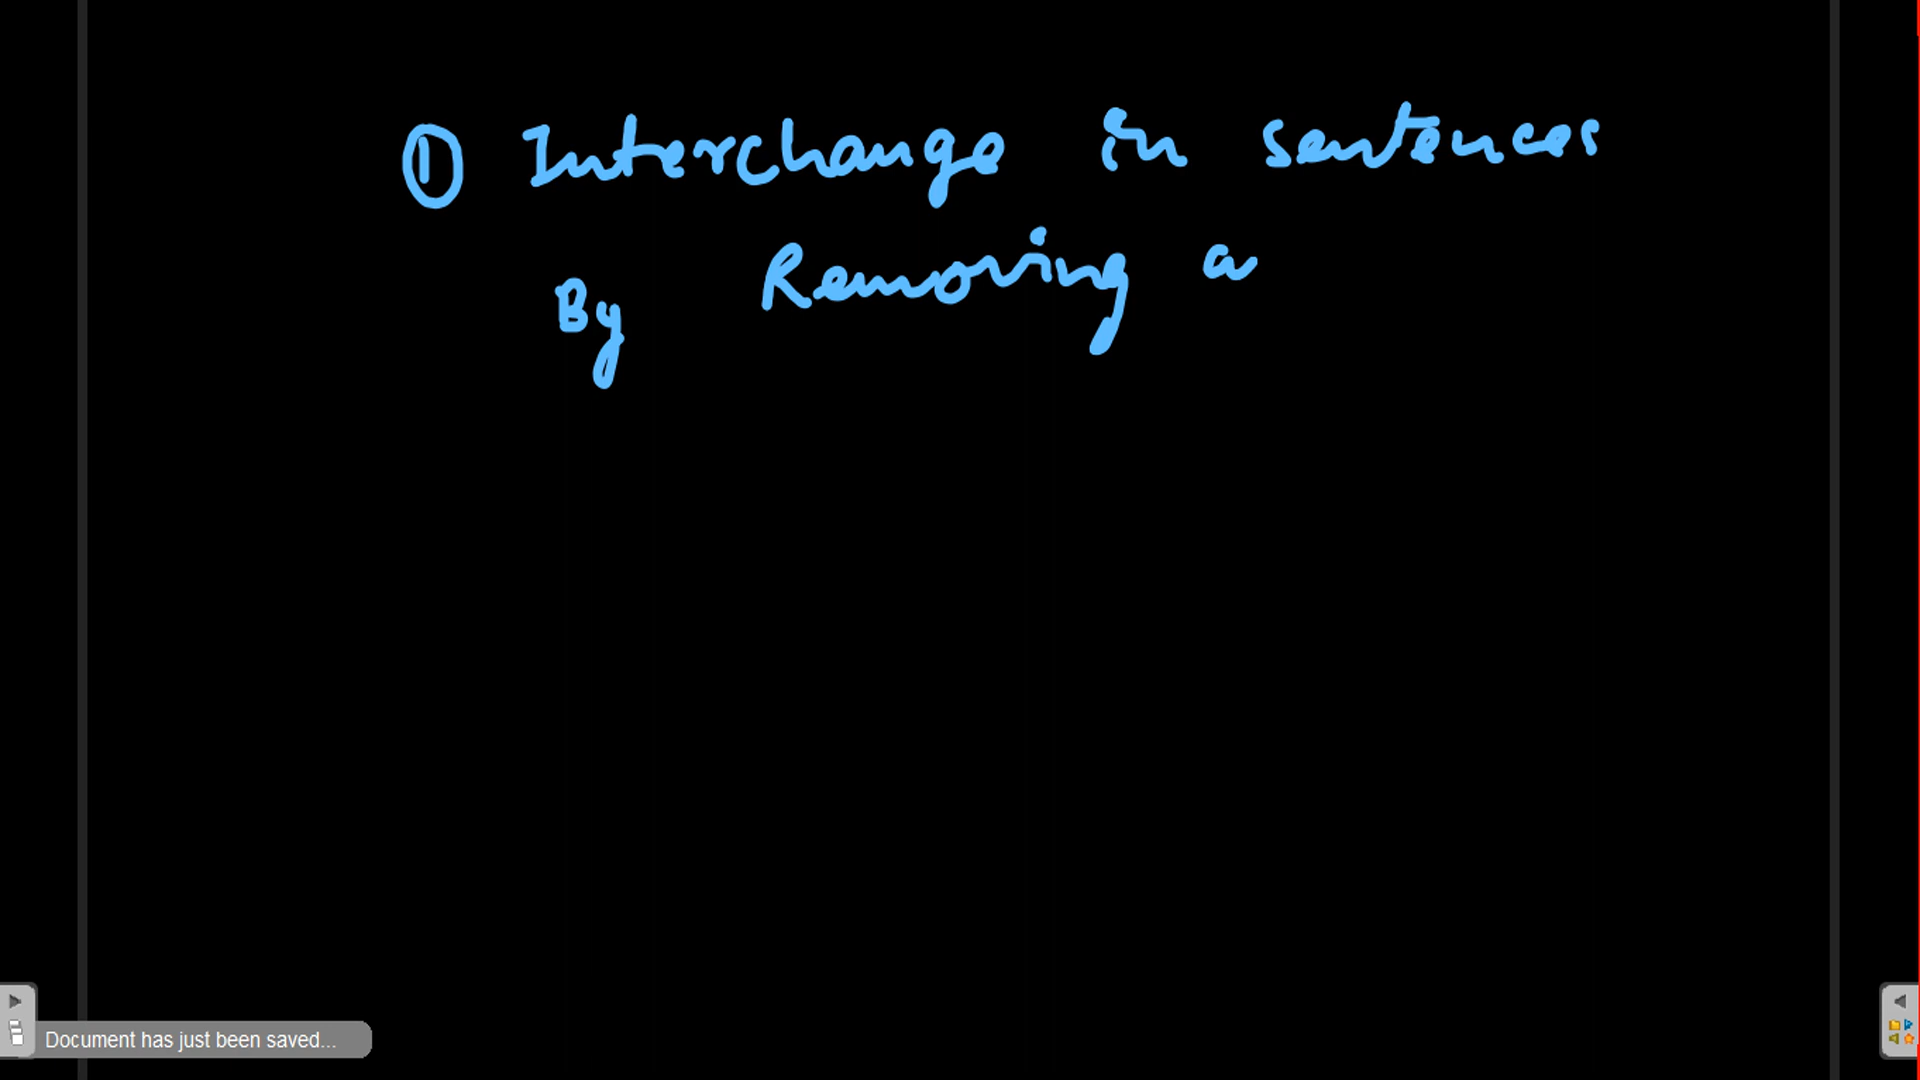 ① Interchange in sentences
By Removing a
Document has just been saved...